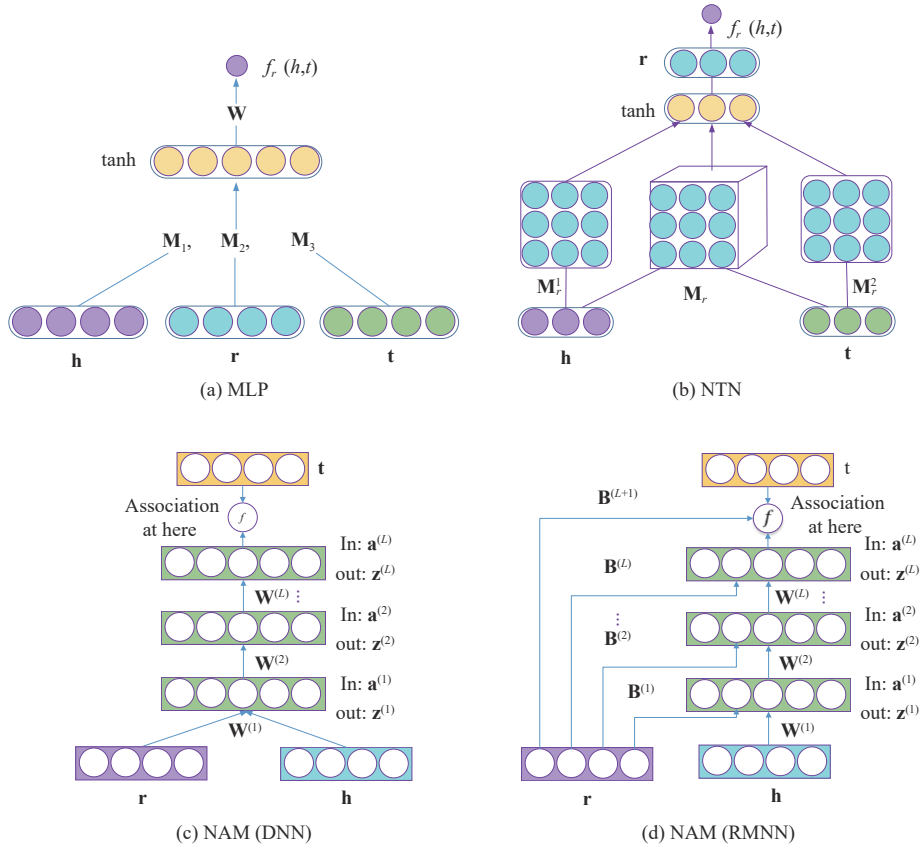 f_r (h,t)
W
tanh
M_1, M_2, M_3
h r t
(a) MLP
f_r (h,t)
r
tanh
M_r^1 M_r M_r^2
h t
(b) NTN
t
Association
at here
f
In: a^(L)
out: z^(L)
W^(L) ⋮
In: a^(2)
out: z^(2)
W^(2)
In: a^(1)
out: z^(1)
W^(1)
r h
(c) NAM (DNN)
t
B^(L+1)
Association
at here
f
In: a^(L)
out: z^(L)
B^(L)
W^(L) ⋮
⋮
In: a^(2)
out: z^(2)
B^(2)
W^(2)
B^(1)
In: a^(1)
out: z^(1)
W^(1)
r h
(d) NAM (RMNN)